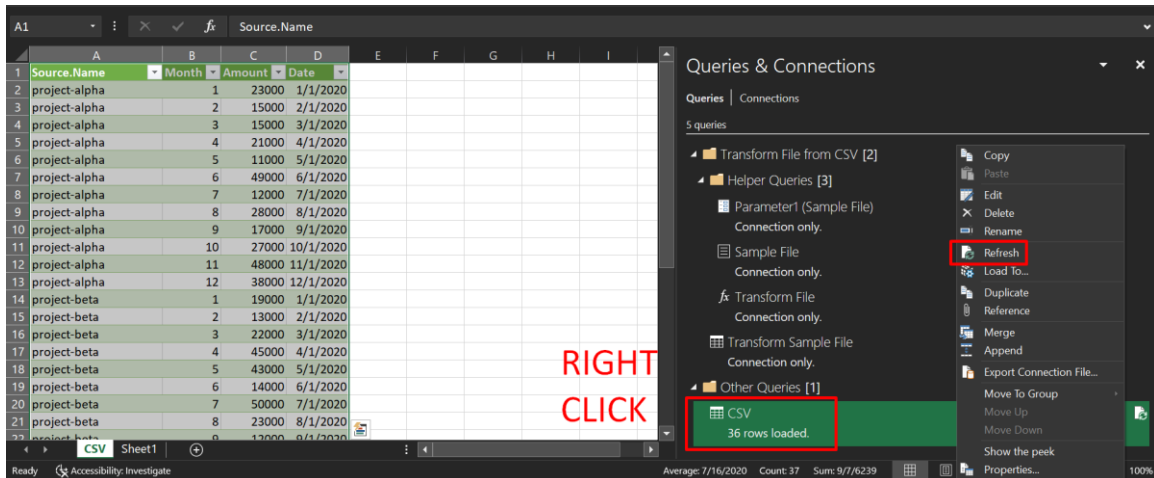 A1 fx Source.Name
A B C D E F G H I
1 Source.Name Month Amount Date
2 project-alpha 1 23000 1/1/2020
3 project-alpha 2 15000 2/1/2020
4 project-alpha 3 15000 3/1/2020
5 project-alpha 4 21000 4/1/2020
6 project-alpha 5 11000 5/1/2020
7 project-alpha 6 49000 6/1/2020
8 project-alpha 7 12000 7/1/2020
9 project-alpha 8 28000 8/1/2020
10 project-alpha 9 17000 9/1/2020
11 project-alpha 10 27000 10/1/2020
12 project-alpha 11 48000 11/1/2020
13 project-alpha 12 38000 12/1/2020
14 project-beta 1 19000 1/1/2020
15 project-beta 2 13000 2/1/2020
16 project-beta 3 22000 3/1/2020
17 project-beta 4 45000 4/1/2020
18 project-beta 5 43000 5/1/2020
19 project-beta 6 14000 6/1/2020
20 project-beta 7 50000 7/1/2020
21 project-beta 8 23000 8/1/2020
22 project-beta 9 12000 9/1/2020
RIGHT
CLICK
CSV Sheet1
Queries & Connections
Queries | Connections
5 queries
Transform File from CSV [2]
Helper Queries [3]
Parameter1 (Sample File)
Connection only.
Sample File
Connection only.
fx Transform File
Connection only.
Transform Sample File
Connection only.
Other Queries [1]
CSV
36 rows loaded.
Copy
Paste
Edit
Delete
Rename
Refresh
Load To...
Duplicate
Reference
Merge
Append
Export Connection File...
Move To Group
Move Up
Move Down
Show the peek
Properties...
Ready Accessibility: Investigate Average: 7/16/2020 Count: 37 Sum: 9/7/6239 100%